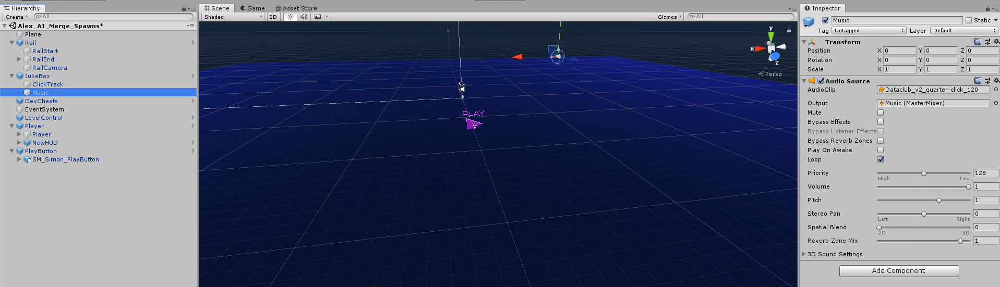 Hierarchy
Create
All
Alex_AI_Merge_Spawns*
Plane
Rail
RailStart
RailEnd
RailCamera
JukeBox
ClickTrack
Music
DevCheats
EventSystem
LevelControl
Player
Player
NewHUD
PlayButton
SM_Simon_PlayButton
Scene Game Asset Store
Shaded 2D Gizmos All
y
x
z
Persp
PLAY
Inspector
Music Static
Tag Untagged Layer Default
Transform
Position X 0 Y 0 Z 0
Rotation X 0 Y 0 Z 0
Scale X 1 Y 1 Z 1
Audio Source
AudioClip Dataclub_v2_quarter-click_120
Output Music (MasterMixer)
Mute
Bypass Effects
Bypass Listener Effects
Bypass Reverb Zones
Play On Awake
Loop
Priority 128
High Low
Volume 1
Pitch 1
Stereo Pan 0
Left Right
Spatial Blend 0
2D 3D
Reverb Zone Mix 1
3D Sound Settings
Add Component